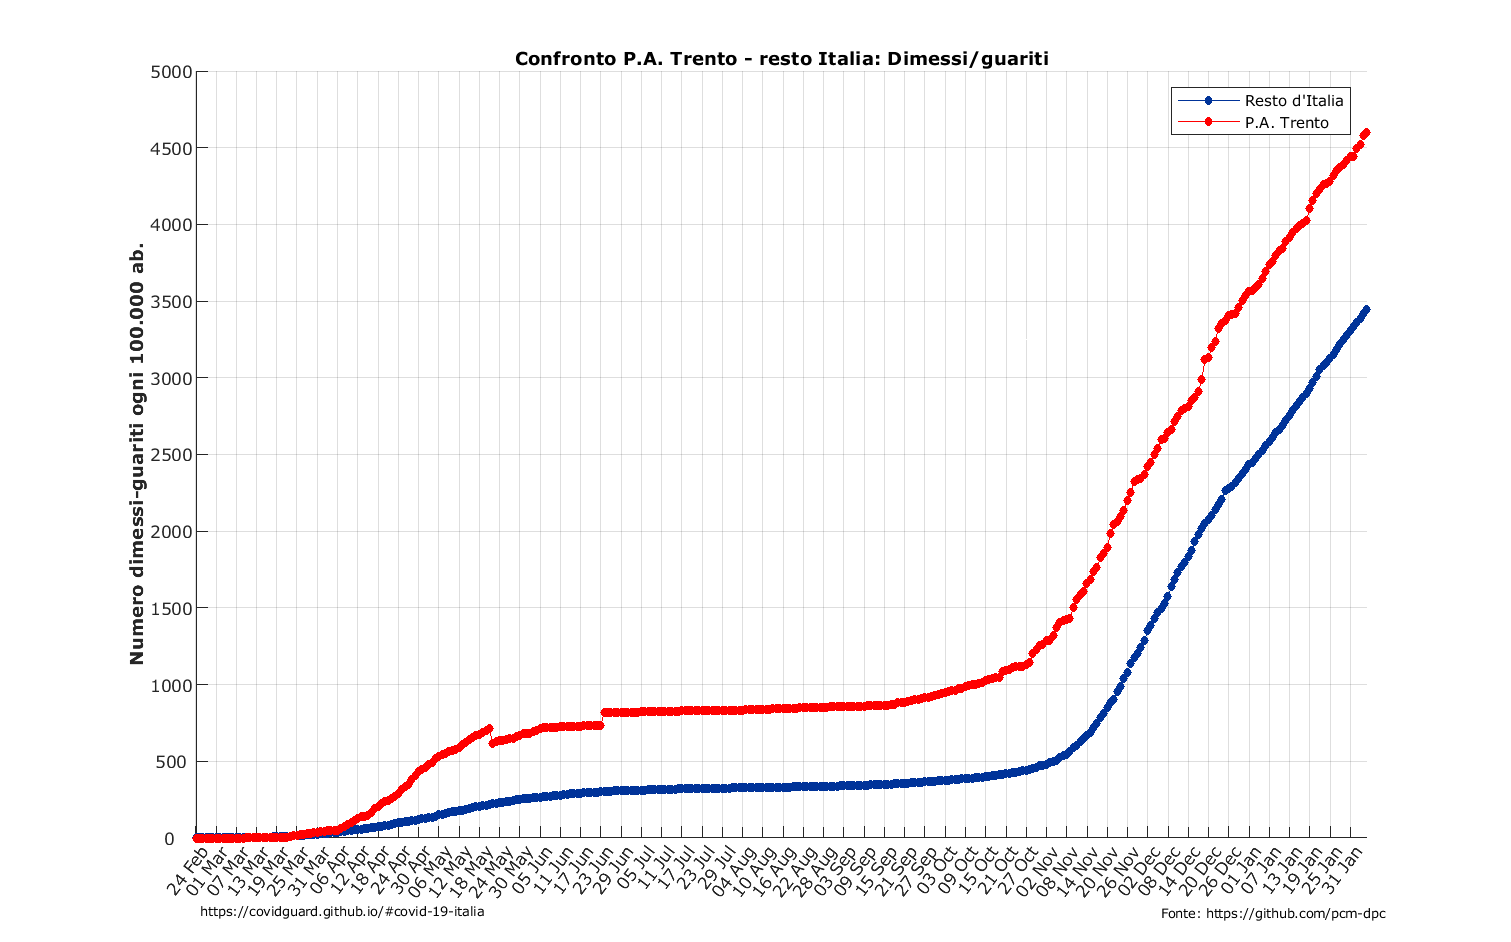 Confronto P.A. Trento - resto Italia: Dimessi/guariti
Resto d'Italia
P.A. Trento
Numero dimessi-guariti ogni 100.000 ab.
5000
4500
4000
3500
3000
2500
2000
1500
1000
500
0
24 Feb
01 Mar
07 Mar
13 Mar
19 Mar
25 Mar
31 Mar
06 Apr
12 Apr
18 Apr
24 Apr
30 Apr
06 May
12 May
18 May
24 May
30 May
05 Jun
11 Jun
17 Jun
23 Jun
29 Jun
05 Jul
11 Jul
17 Jul
23 Jul
29 Jul
04 Aug
10 Aug
16 Aug
22 Aug
28 Aug
03 Sep
09 Sep
15 Sep
21 Sep
27 Sep
03 Oct
09 Oct
15 Oct
21 Oct
27 Oct
02 Nov
08 Nov
14 Nov
20 Nov
26 Nov
02 Dec
08 Dec
14 Dec
20 Dec
26 Dec
01 Jan
07 Jan
13 Jan
19 Jan
25 Jan
31 Jan
https://covidguard.github.io/#covid-19-italia
Fonte: https://github.com/pcm-dpc